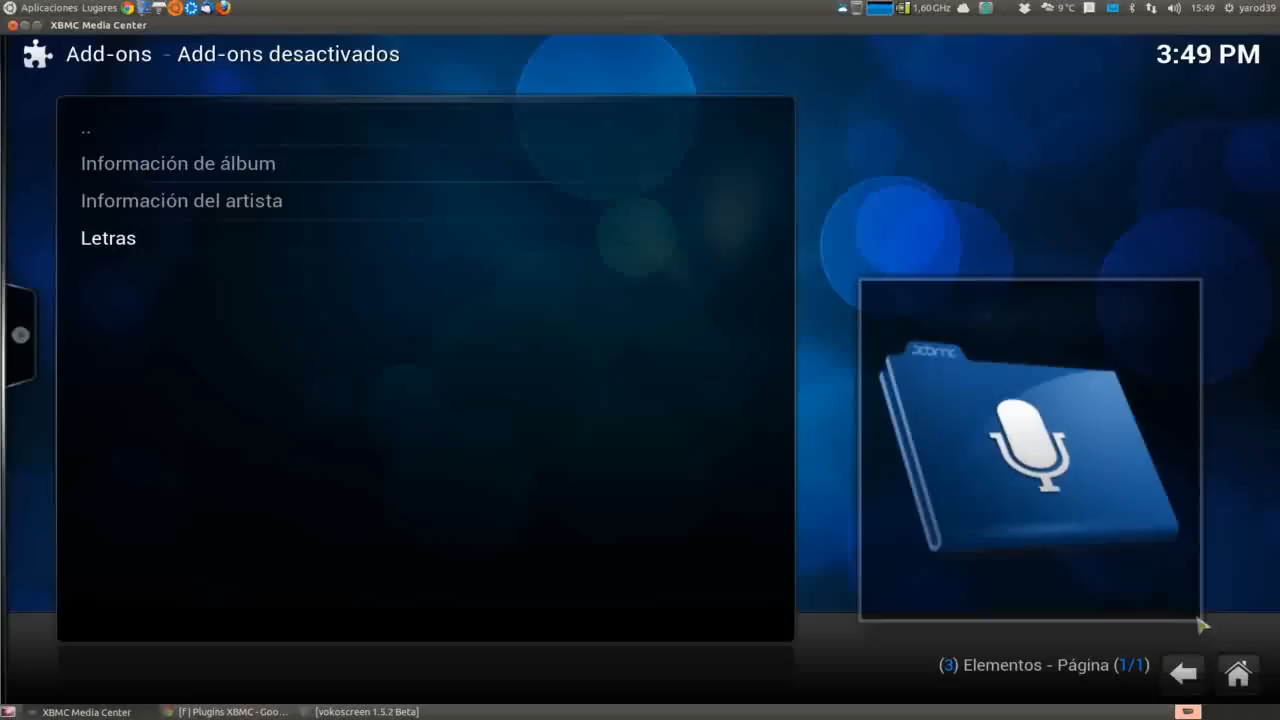 Aplicaciones Lugares
1,60GHz
9°C
15:49
yarod39
XBMC Media Center
Add-ons - Add-ons desactivados
3:49 PM
..
Información de álbum
Información del artista
Letras
xbmc
(3) Elementos - Página (1/1)
XBMC Media Center
[f | Plugins XBMC - Goo...
[vokoscreen 1.5.2 Beta]